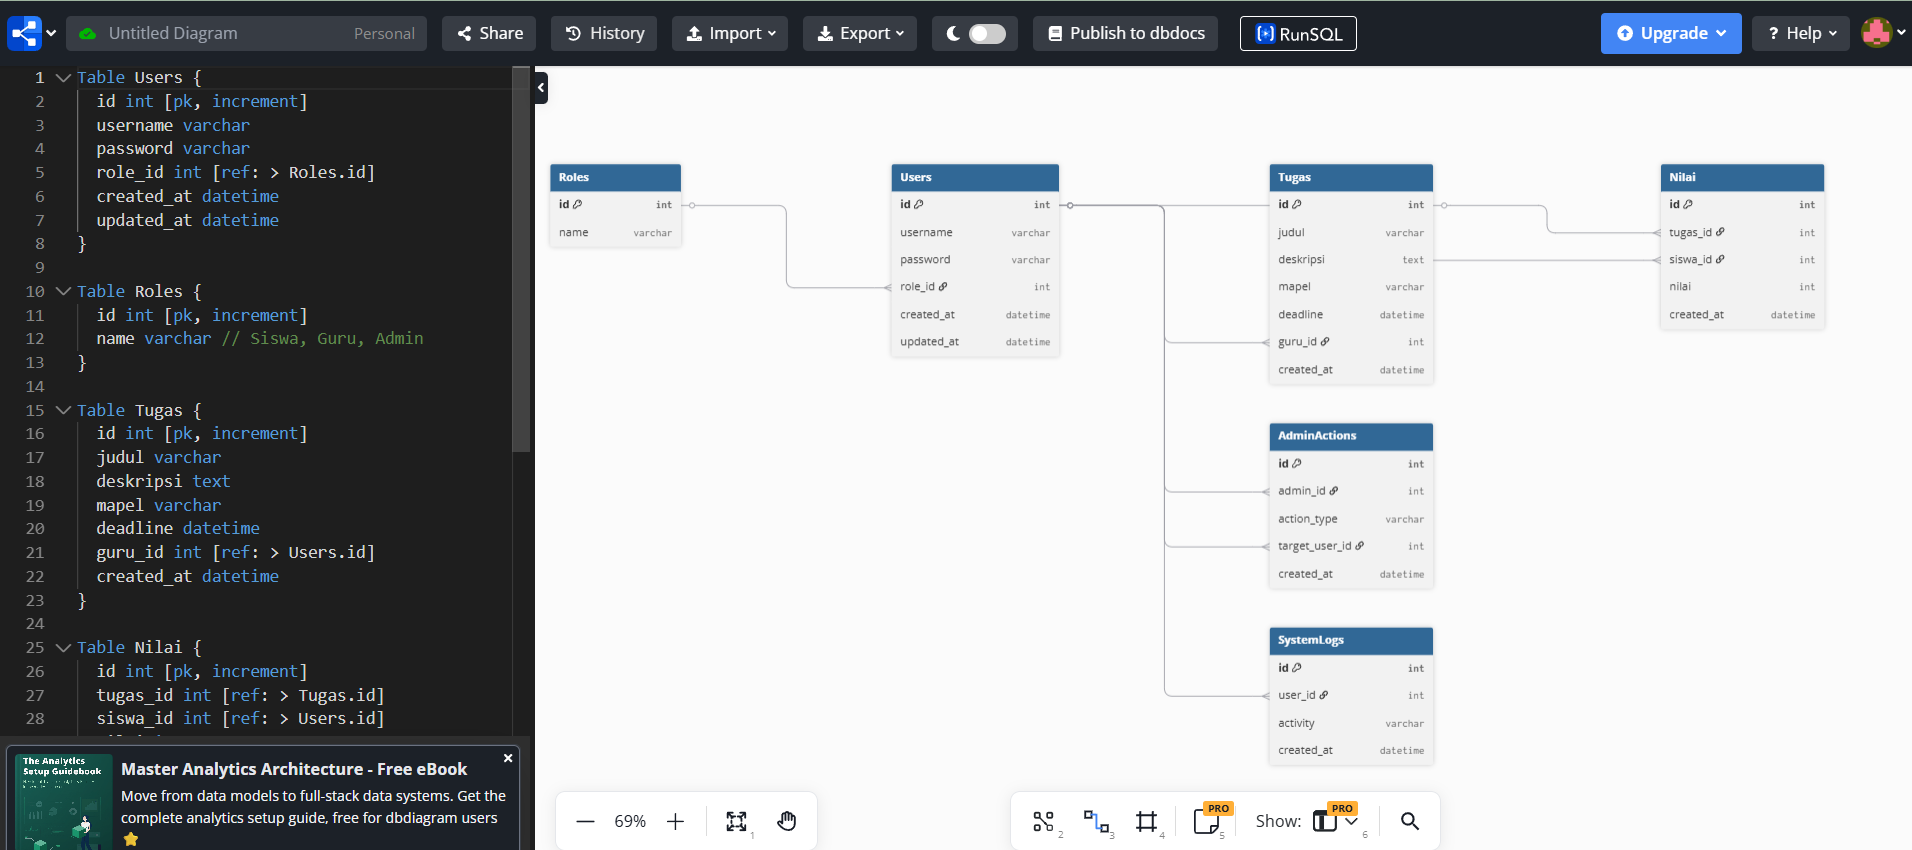 Untitled Diagram Personal Share History Import Export Publish to dbdocs RunSQL Upgrade ? Help
1 Table Users {
2 id int [pk, increment]
3 username varchar
4 password varchar
5 role_id int [ref: > Roles.id]
6 created_at datetime
7 updated_at datetime
8 }
9
10 Table Roles {
11 id int [pk, increment]
12 name varchar // Siswa, Guru, Admin
13 }
14
15 Table Tugas {
16 id int [pk, increment]
17 judul varchar
18 deskripsi text
19 mapel varchar
20 deadline datetime
21 guru_id int [ref: > Users.id]
22 created_at datetime
23 }
24
25 Table Nilai {
26 id int [pk, increment]
27 tugas_id int [ref: > Tugas.id]
28 siswa_id int [ref: > Users.id]
The Analytics
Setup Guidebook
Master Analytics Architecture - Free eBook
Move from data models to full-stack data systems. Get the
complete analytics setup guide, free for dbdiagram users
Roles
id int
name varchar
Users
id int
username varchar
password varchar
role_id int
created_at datetime
updated_at datetime
Tugas
id int
judul varchar
deskripsi text
mapel varchar
deadline datetime
guru_id int
created_at datetime
Nilai
id int
tugas_id int
siswa_id int
nilai int
created_at datetime
AdminActions
id int
admin_id int
action_type varchar
target_user_id int
created_at datetime
SystemLogs
id int
user_id int
activity varchar
created_at datetime
69% 1
2 3 4 PRO 5 Show: PRO 6